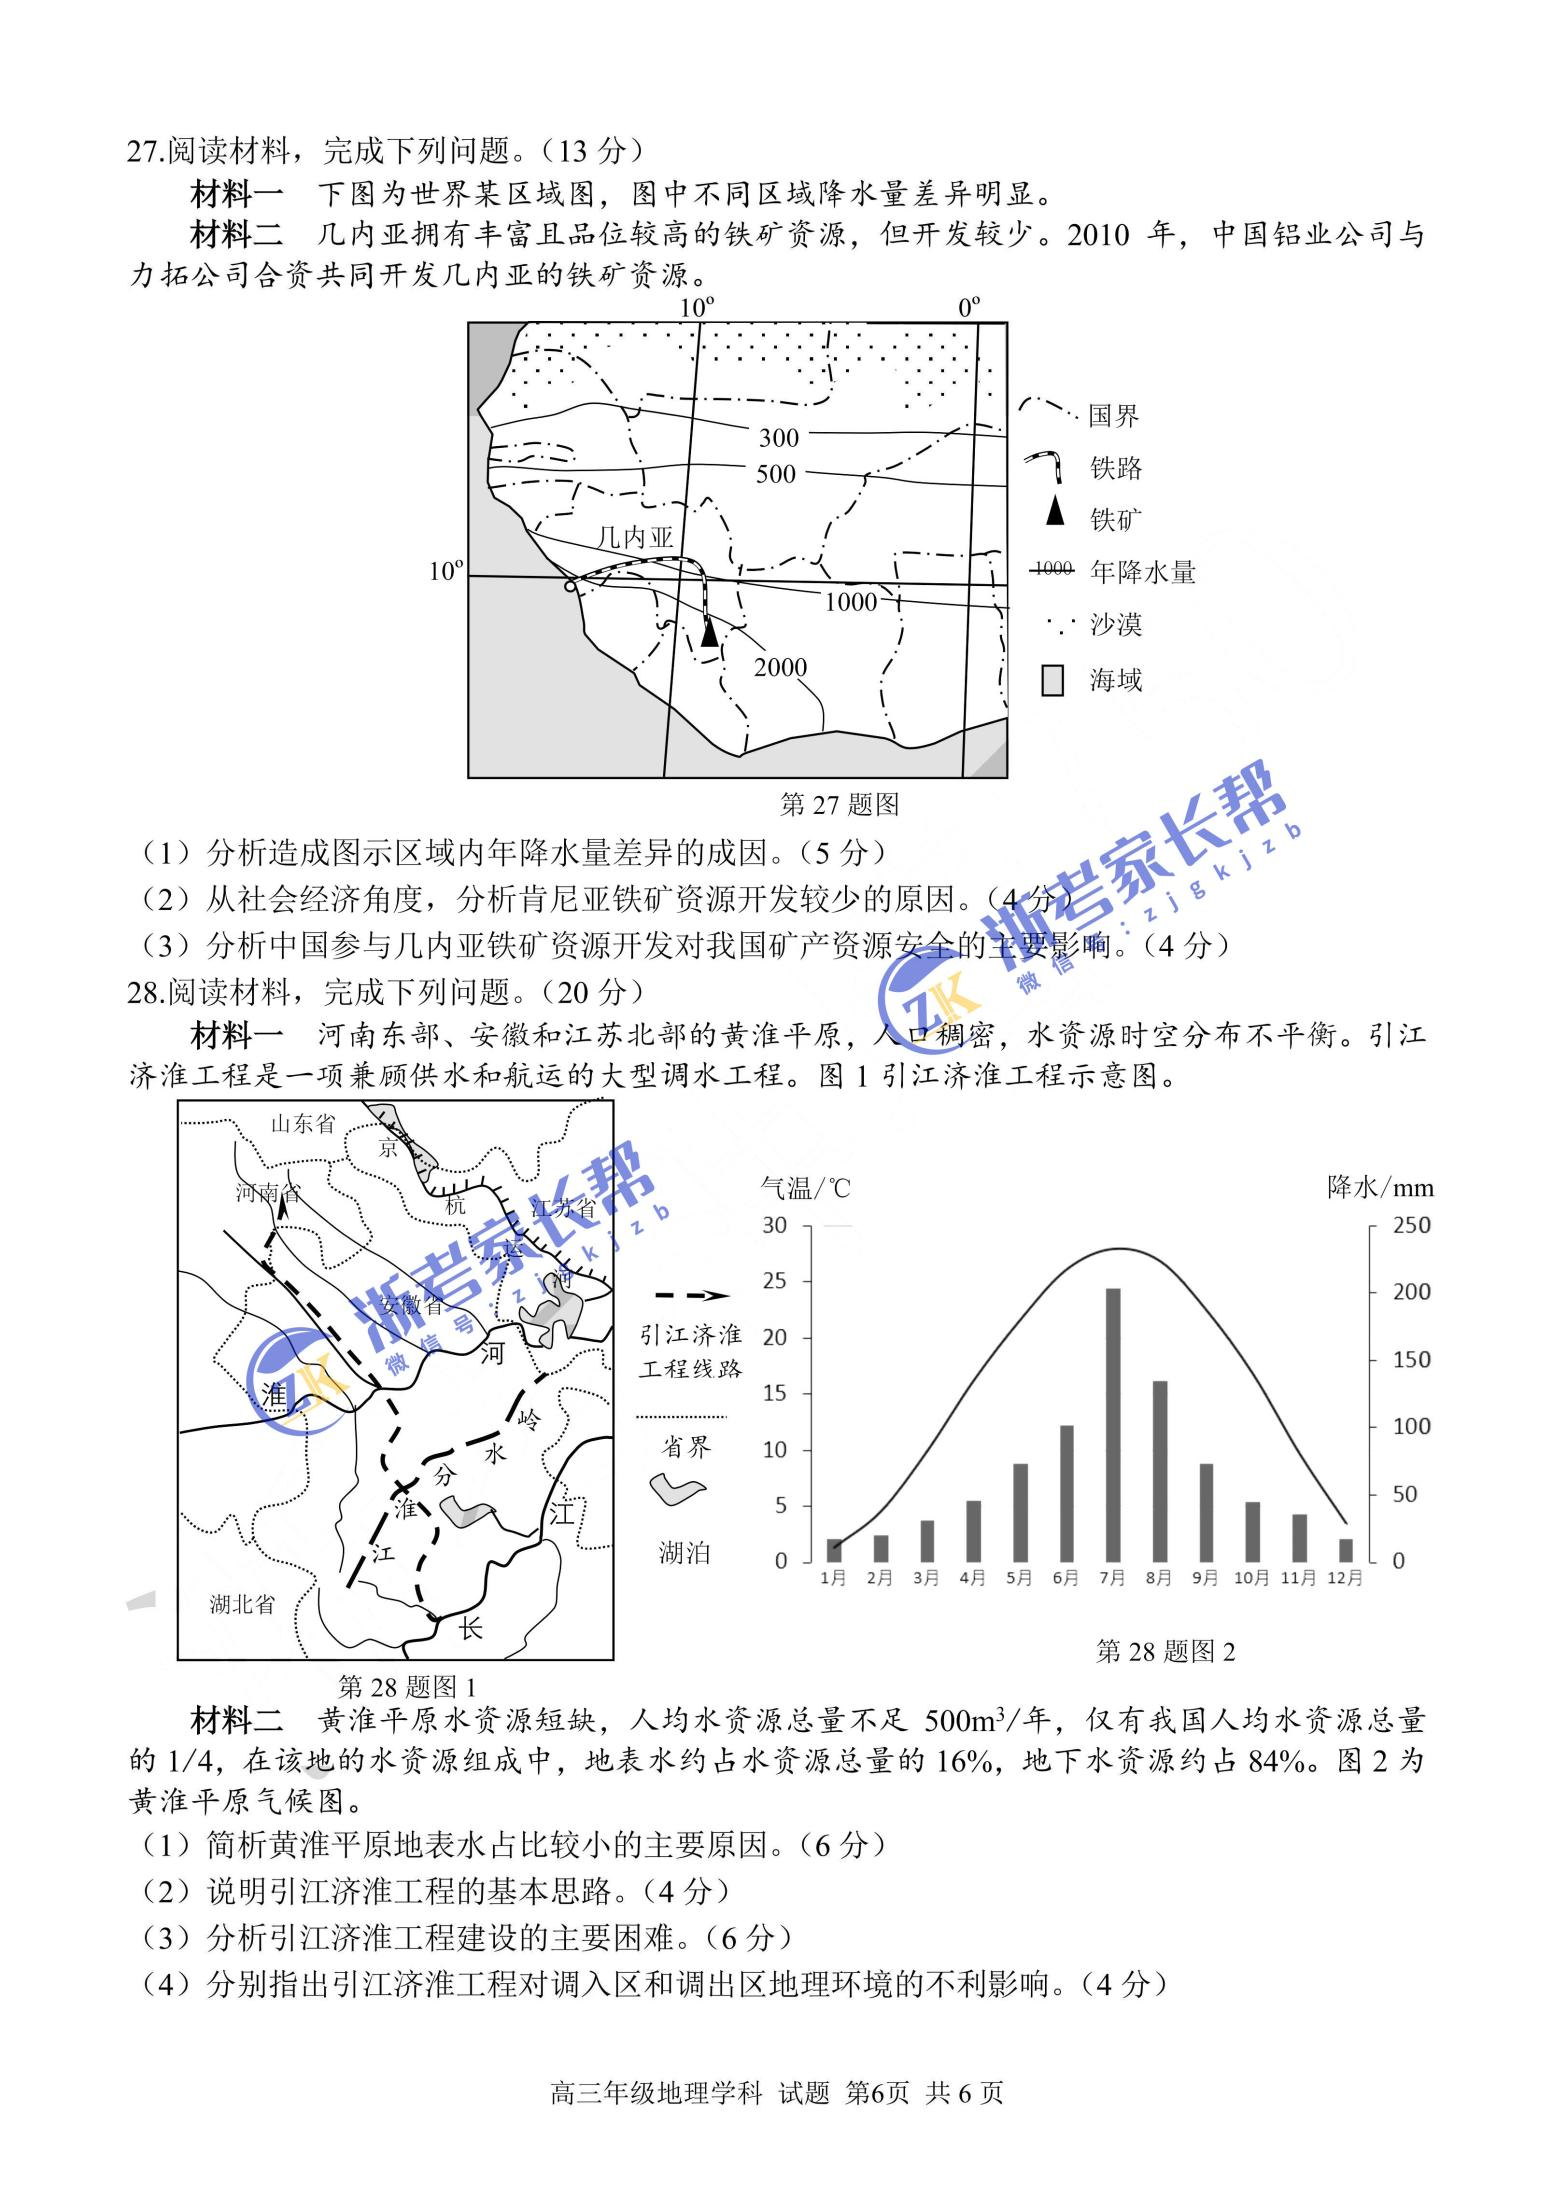 27.阅读材料，完成下列问题。（13 分）
材料一 下图为世界某区域图，图中不同区域降水量差异明显。
材料二 几内亚拥有丰富且品位较高的铁矿资源，但开发较少。2010 年，中国铝业公司与
力拓公司合资共同开发几内亚的铁矿资源。
10°
0°
300
500
几内亚
10°
1000
2000
国界
铁路
铁矿
1000 年降水量
沙漠
海域
第 27 题图
（1）分析造成图示区域内年降水量差异的成因。（5 分）
（2）从社会经济角度，分析肯尼亚铁矿资源开发较少的原因。（4 分）
（3）分析中国参与几内亚铁矿资源开发对我国矿产资源安全的主要影响。（4 分）
浙考家长帮
微信号：zjgkjzb
ZK
28.阅读材料，完成下列问题。（20 分）
材料一 河南东部、安徽和江苏北部的黄淮平原，人口稠密，水资源时空分布不平衡。引江
济淮工程是一项兼顾供水和航运的大型调水工程。图 1 引江济淮工程示意图。
山东省
京
河南省
杭
江苏省
运
河
安徽省
河
淮
岭
水
分
淮
江
江
湖北省
长
浙考家长帮
微信号：zjgkjzb
ZK
引江济淮
工程线路
省界
湖泊
第 28 题图 1
气温/℃
降水/mm
30
25
20
15
10
5
0
250
200
150
100
50
0
1月 2月 3月 4月 5月 6月 7月 8月 9月 10月 11月 12月
第 28 题图 2
材料二 黄淮平原水资源短缺，人均水资源总量不足 500m³/年，仅有我国人均水资源总量
的 1/4，在该地的水资源组成中，地表水约占水资源总量的 16%，地下水资源约占 84%。图 2 为
黄淮平原气候图。
（1）简析黄淮平原地表水占比较小的主要原因。（6 分）
（2）说明引江济淮工程的基本思路。（4 分）
（3）分析引江济淮工程建设的主要困难。（6 分）
（4）分别指出引江济淮工程对调入区和调出区地理环境的不利影响。（4 分）
高三年级地理学科 试题 第6页 共 6 页